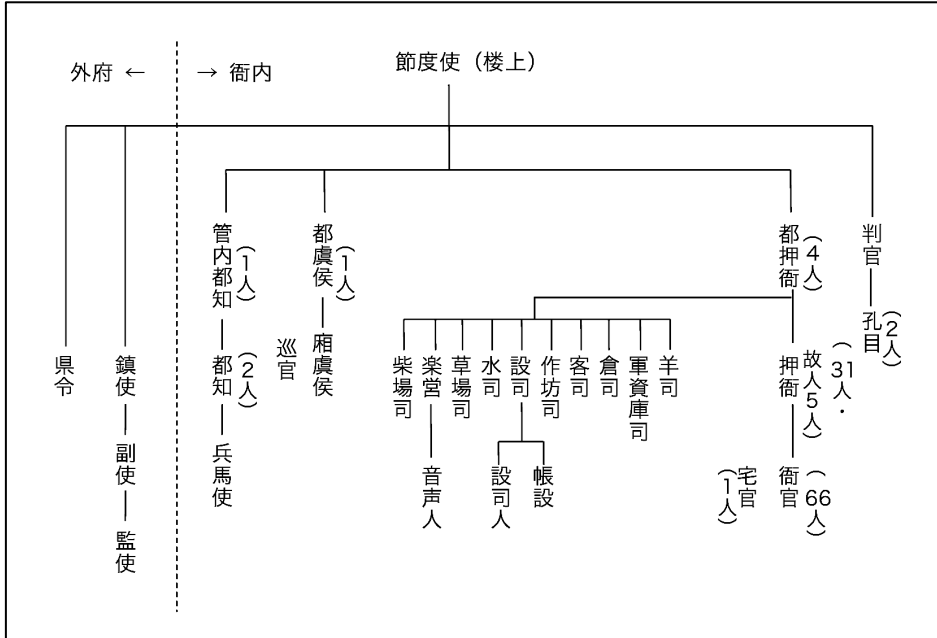 節度使（楼上）
外府 ←
→ 衙内
判官
孔目
（2人）
都押衙
（4人）
押衙
（31人・
故人5人）
衙官
（66人）
宅官
（1人）
羊司
軍資庫司
倉司
客司
作坊司
設司
水司
草場司
楽営
柴場司
帳設
設司人
音声人
都虞侯
（1人）
廂虞侯
巡官
管内都知
（1人）
都知
（2人）
兵馬使
鎮使
副使
監使
県令